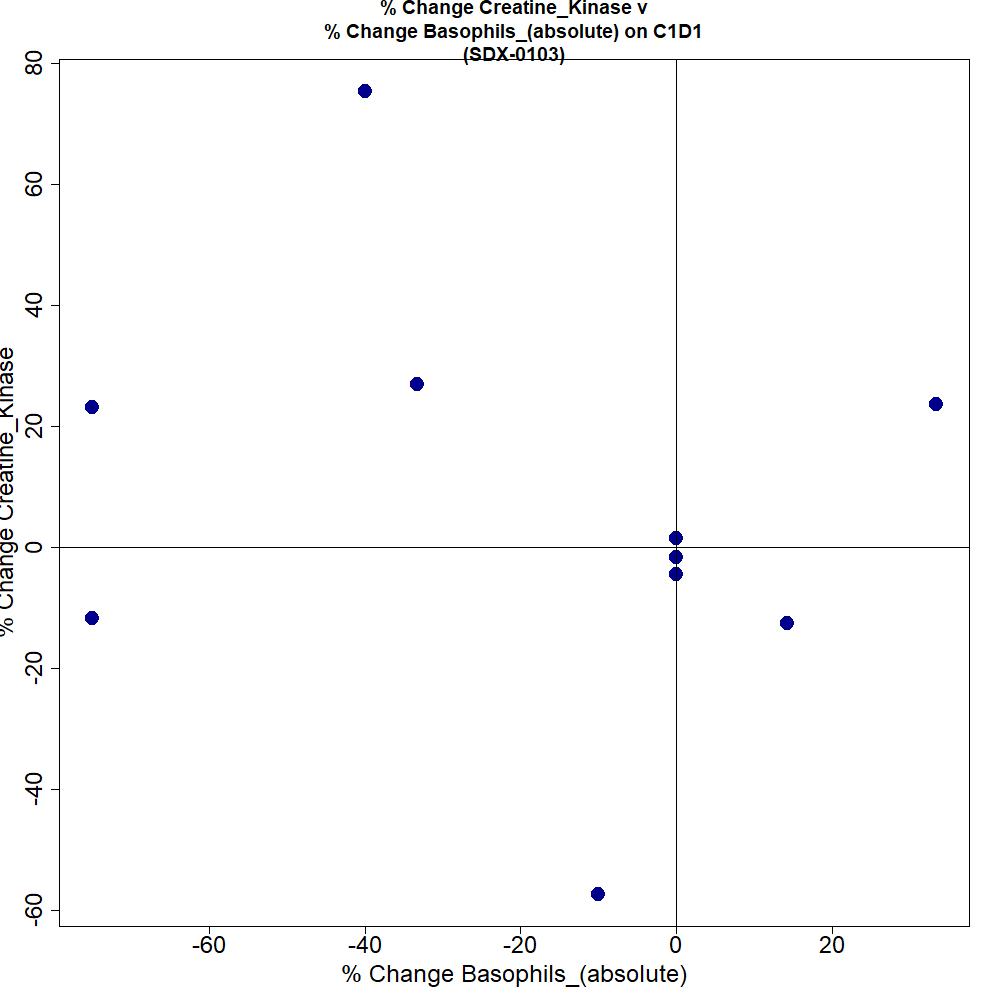 % Change Creatine_Kinase v
% Change Basophils_(absolute) on C1D1
(SDX-0103)
80
60
40
20
0
-20
-40
-60
% Change Creatine_Kinase
-60
-40
-20
0
20
% Change Basophils_(absolute)